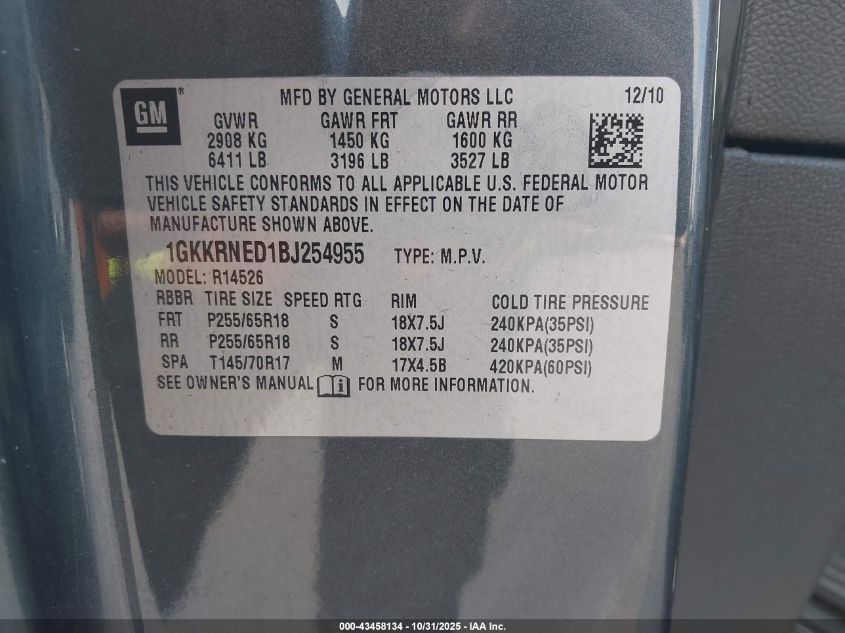 GM® MFD BY GENERAL MOTORS LLC 12/10
GVWR GAWR FRT GAWR RR
2908 KG 1450 KG 1600 KG
6411 LB 3196 LB 3527 LB
THIS VEHICLE CONFORMS TO ALL APPLICABLE U.S. FEDERAL MOTOR
VEHICLE SAFETY STANDARDS IN EFFECT ON THE DATE OF
MANUFACTURE SHOWN ABOVE.
1GKKRNED1BJ254955 TYPE: M.P.V.
MODEL: R14526
RBBR TIRE SIZE SPEED RTG RIM COLD TIRE PRESSURE
FRT P255/65R18 S 18X7.5J 240KPA(35PSI)
RR P255/65R18 S 18X7.5J 240KPA(35PSI)
SPA T145/70R17 M 17X4.5B 420KPA(60PSI)
SEE OWNER'S MANUAL FOR MORE INFORMATION.
000-43458134 - 10/31/2025 - IAA Inc.